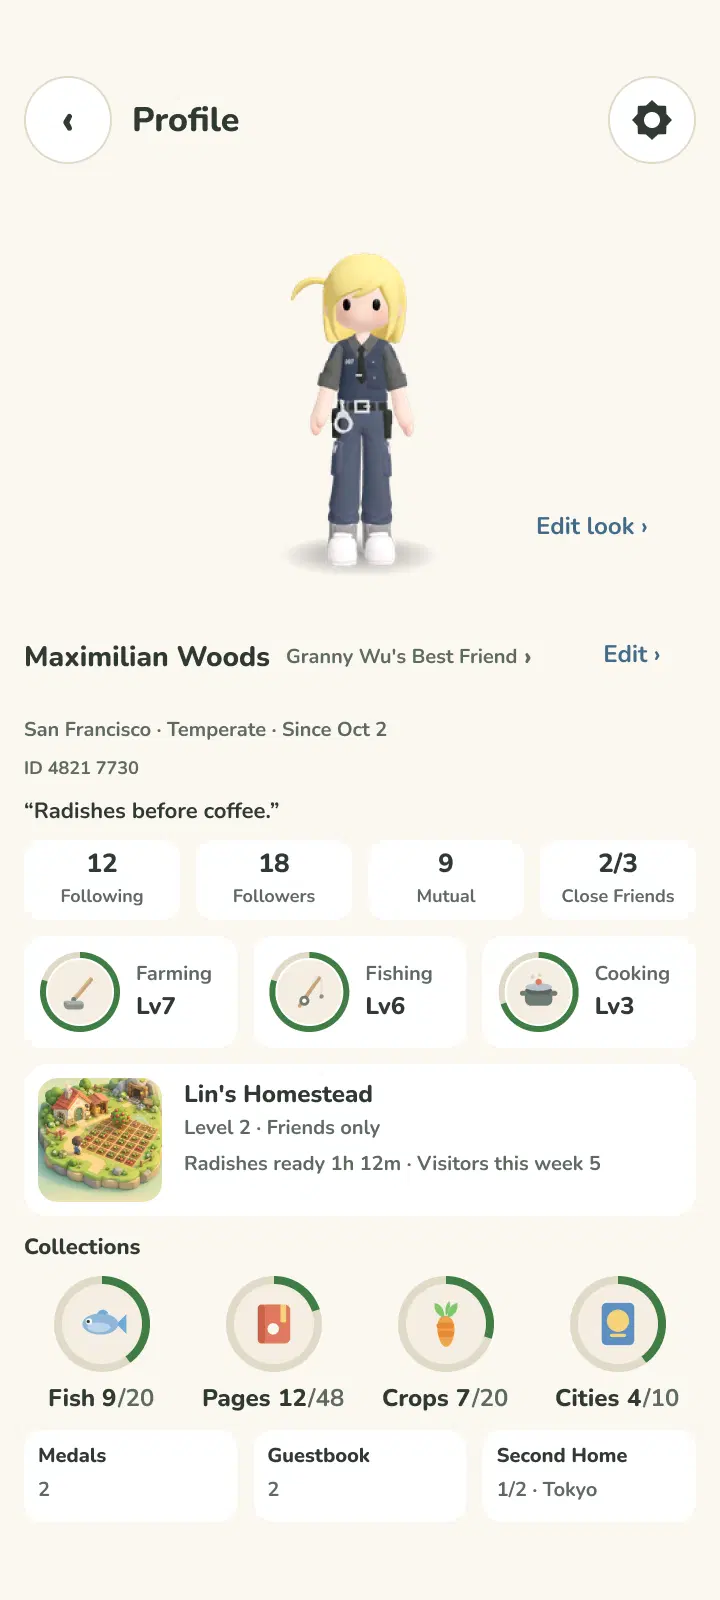 Profile
Edit look ›
Maximilian Woods Granny Wu's Best Friend › Edit ›
San Francisco · Temperate · Since Oct 2
ID 4821 7730
“Radishes before coffee.”
12 18 9 2/3
Following Followers Mutual Close Friends
Farming Fishing Cooking
Lv7 Lv6 Lv3
Lin's Homestead
Level 2 · Friends only
Radishes ready 1h 12m · Visitors this week 5
Collections
Fish 9/20 Pages 12/48 Crops 7/20 Cities 4/10
Medals Guestbook Second Home
2 2 1/2 · Tokyo